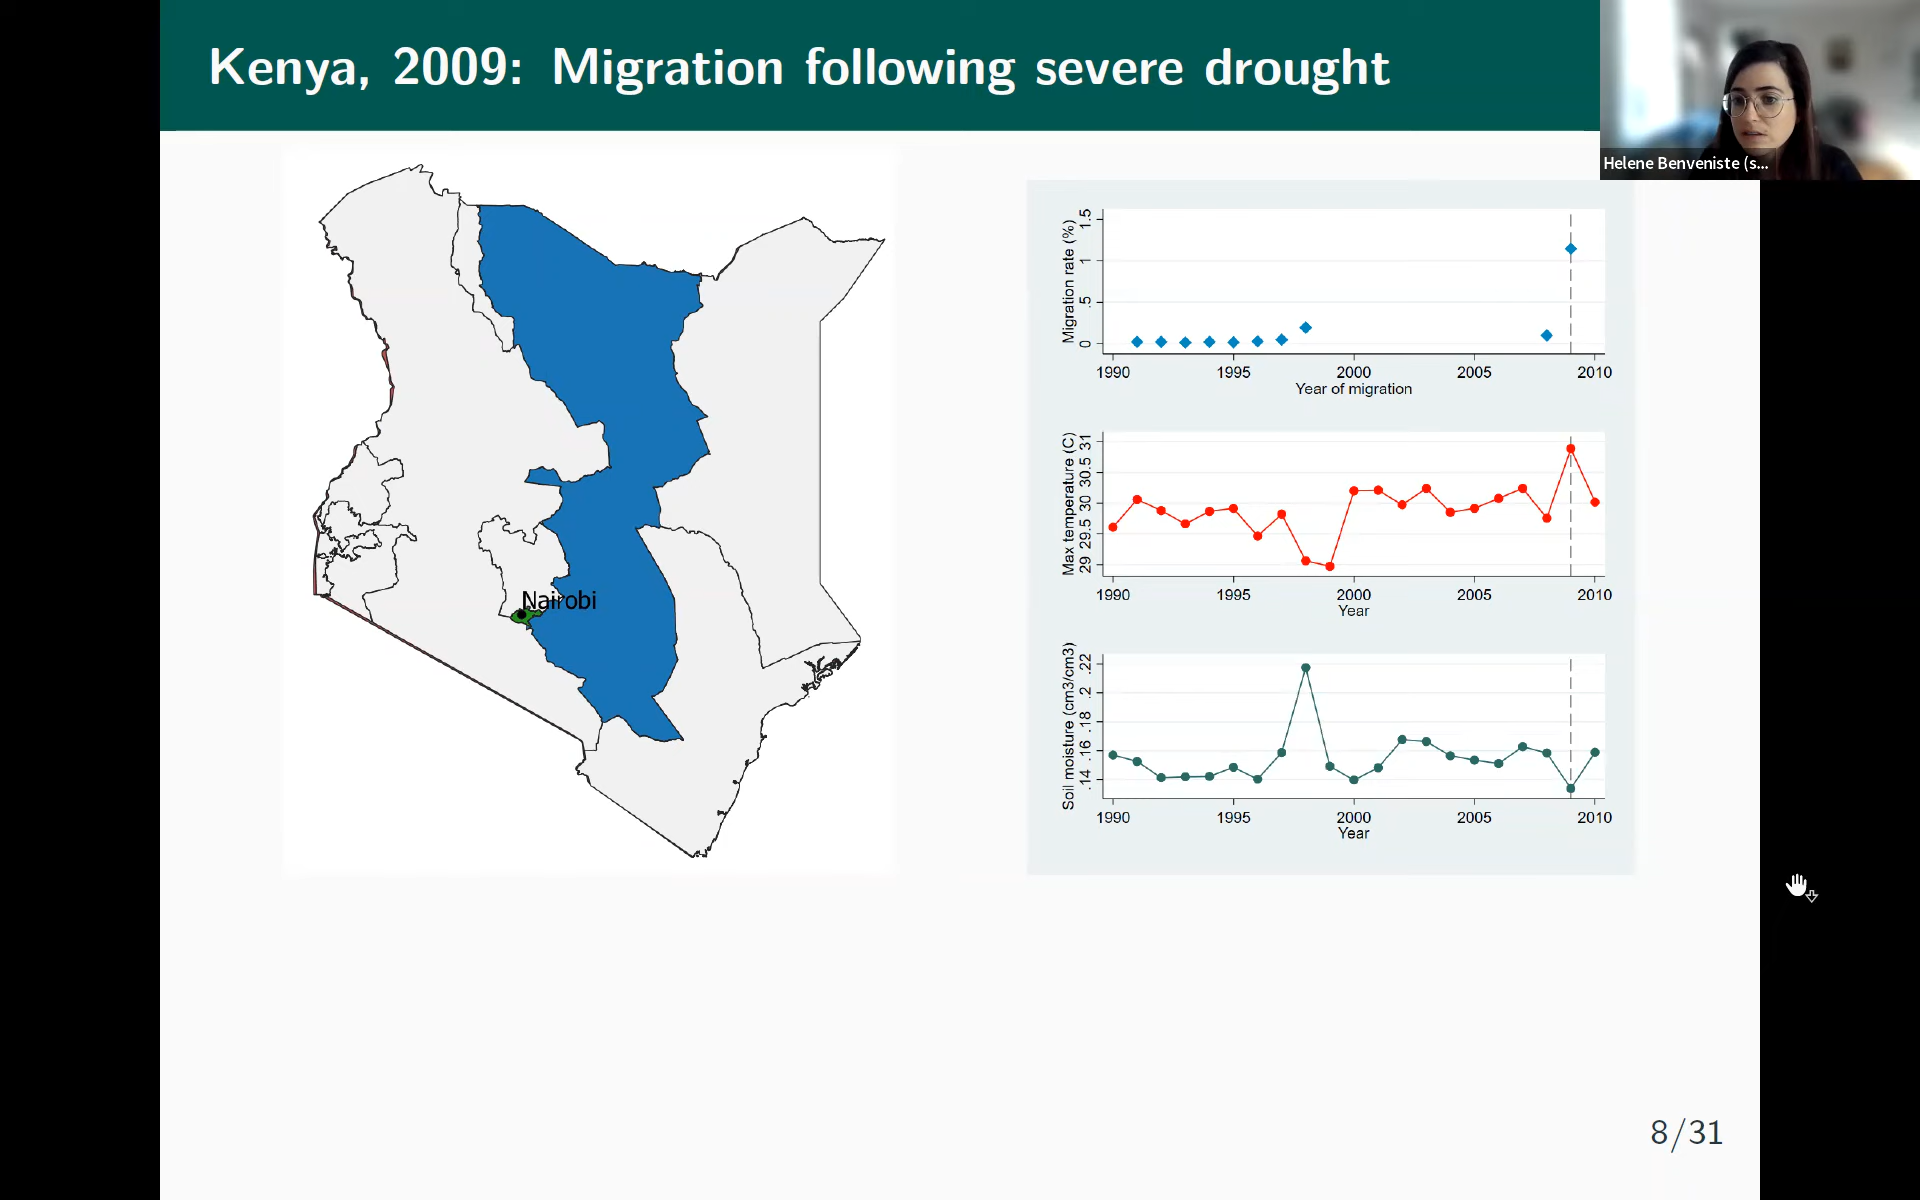 Kenya, 2009: Migration following severe drought
Helene Benveniste (s...
Nairobi
Migration rate (%)
1.5
1
.5
0
1990 1995 2000 2005 2010
Year of migration
Max temperature (C)
31
30.5
30
29.5
29
1990 1995 2000 2005 2010
Year
Soil moisture (cm3/cm3)
.22
.2
.18
.16
.14
1990 1995 2000 2005 2010
Year
8/31